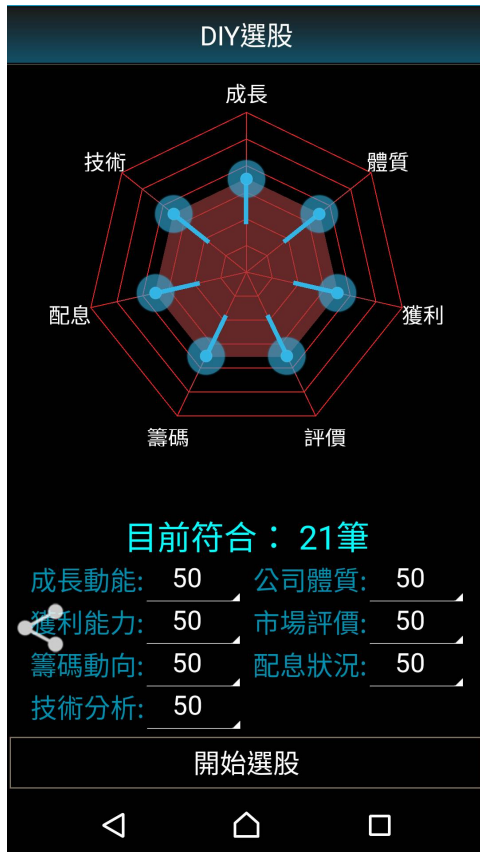 DIY選股
成長
技術
體質
配息
獲利
籌碼
評價
目前符合： 21筆
成長動能: 50 公司體質: 50
獲利能力: 50 市場評價: 50
籌碼動向: 50 配息狀況: 50
技術分析: 50
開始選股